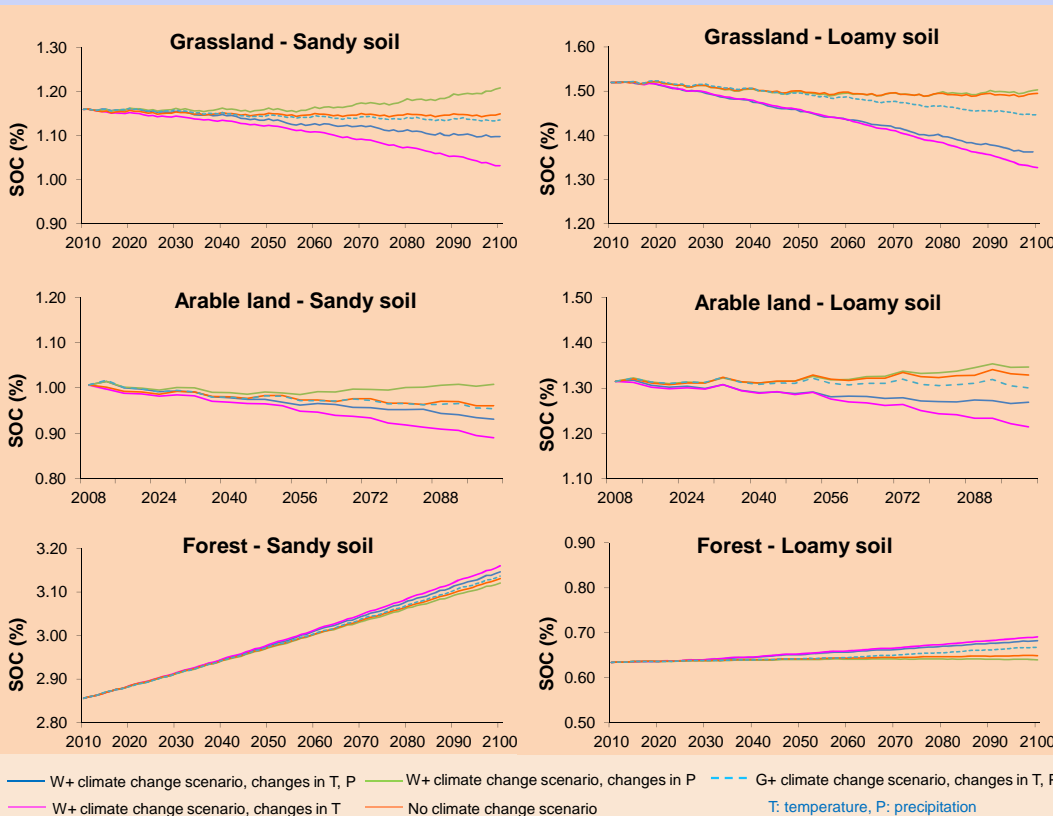 Grassland - Sandy soil
SOC (%)
1.30
1.20
1.10
1.00
0.90
2010 2020 2030 2040 2050 2060 2070 2080 2090 2100
Grassland - Loamy soil
SOC (%)
1.60
1.50
1.40
1.30
1.20
2010 2020 2030 2040 2050 2060 2070 2080 2090 2100
Arable land - Sandy soil
SOC (%)
1.20
1.10
1.00
0.90
0.80
2008 2024 2040 2056 2072 2088
Arable land - Loamy soil
SOC (%)
1.50
1.40
1.30
1.20
1.10
2008 2024 2040 2056 2072 2088
Forest - Sandy soil
SOC (%)
3.20
3.10
3.00
2.90
2.80
2010 2020 2030 2040 2050 2060 2070 2080 2090 2100
Forest - Loamy soil
SOC (%)
0.90
0.80
0.70
0.60
0.50
2010 2020 2030 2040 2050 2060 2070 2080 2090 2100
W+ climate change scenario, changes in T, P
W+ climate change scenario, changes in P
G+ climate change scenario, changes in T, P
W+ climate change scenario, changes in T
No climate change scenario
T: temperature, P: precipitation